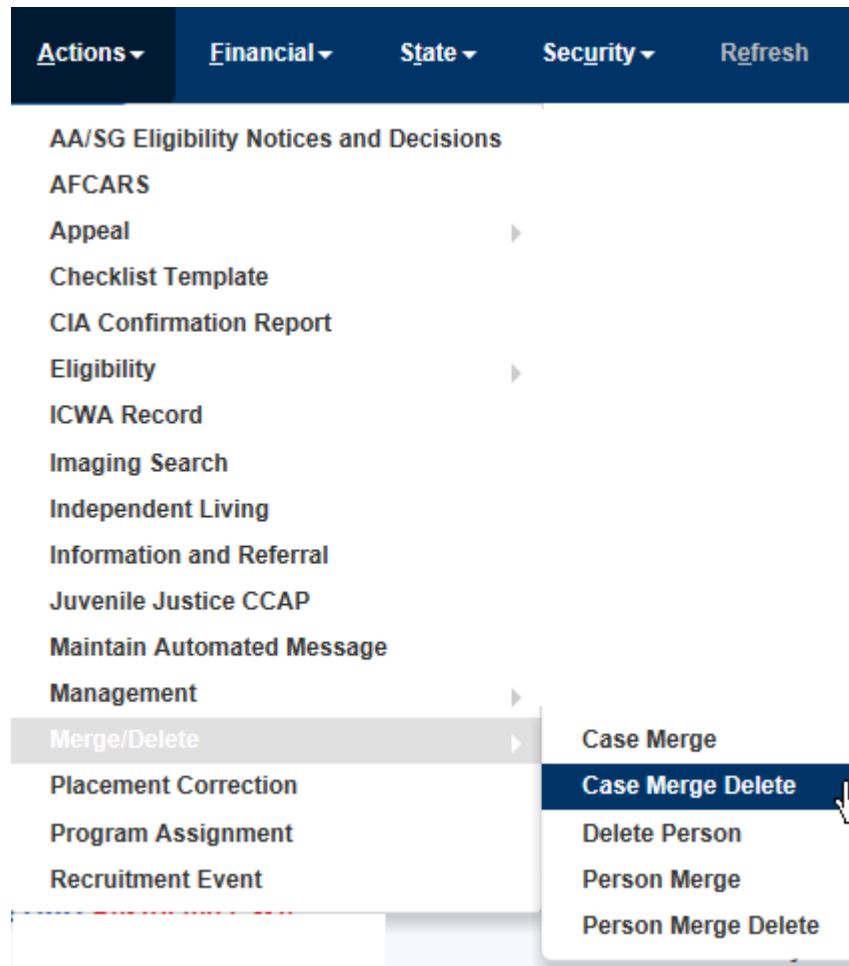 Actions Financial State Security Refresh
AA/SG Eligibility Notices and Decisions
AFCARS
Appeal
Checklist Template
CIA Confirmation Report
Eligibility
ICWA Record
Imaging Search
Independent Living
Information and Referral
Juvenile Justice CCAP
Maintain Automated Message
Management
Merge/Delete
Placement Correction
Program Assignment
Recruitment Event
Case Merge
Case Merge Delete
Delete Person
Person Merge
Person Merge Delete